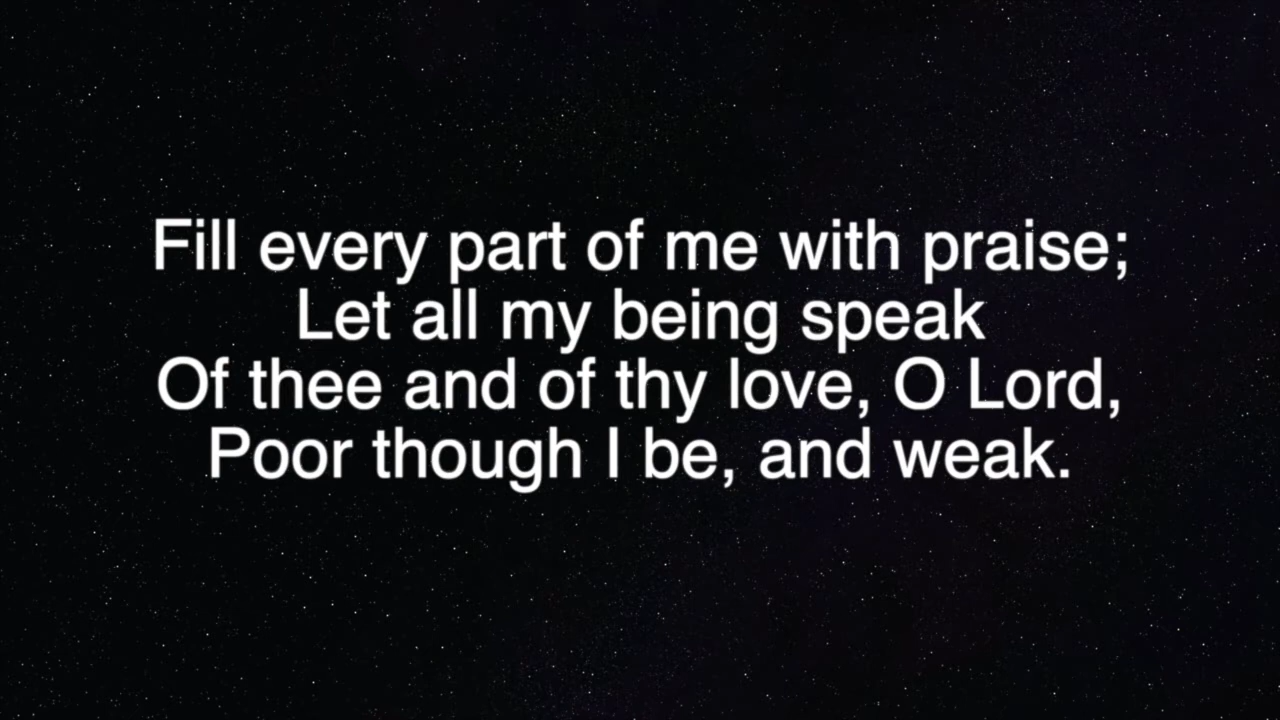 Fill every part of me with praise;
Let all my being speak
Of thee and of thy love, O Lord,
Poor though I be, and weak.